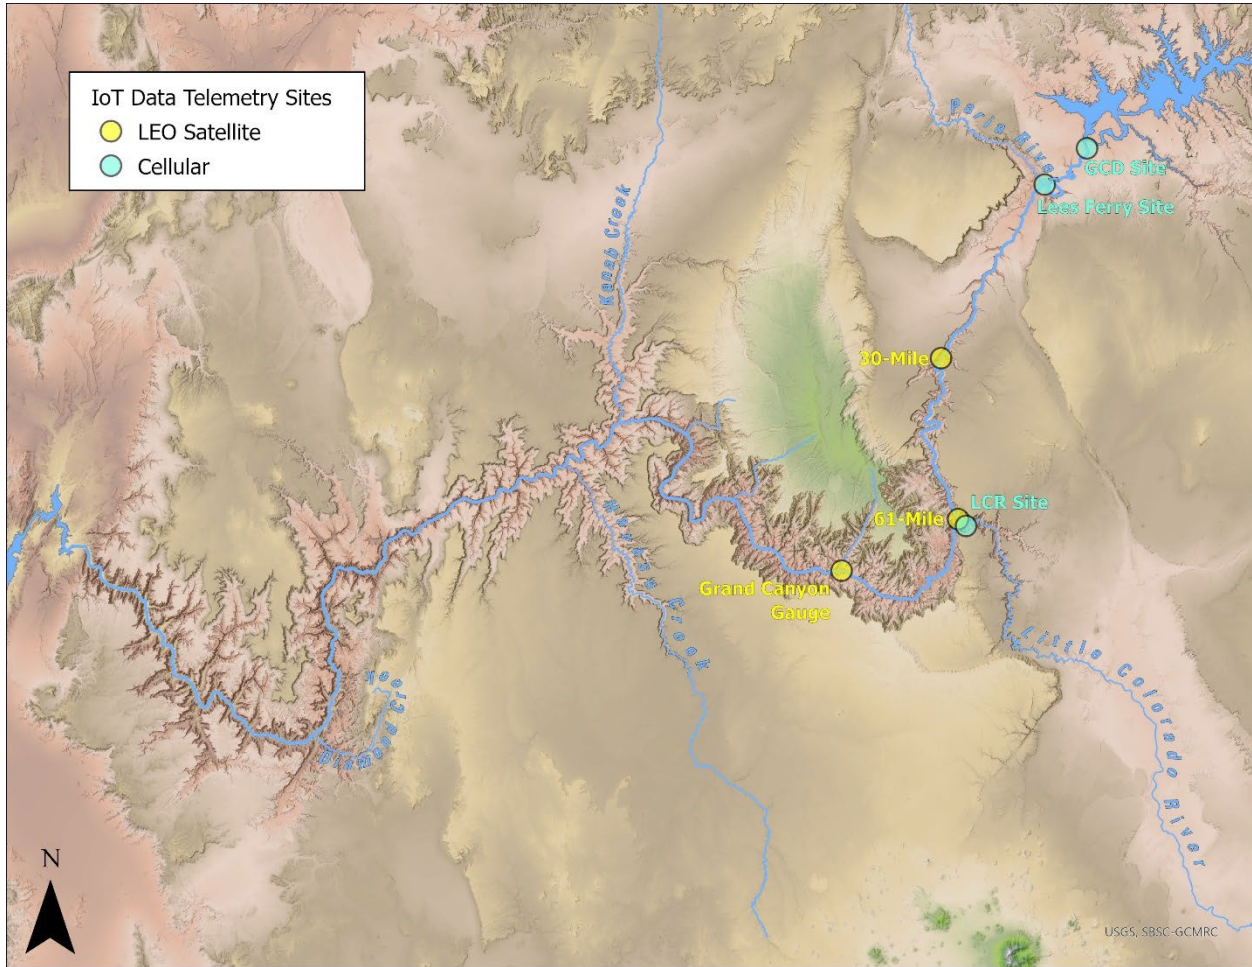 IoT Data Telemetry Sites
LEO Satellite
Cellular
Paria River
GCD Site
Lees Ferry Site
Kanab Creek
30-Mile
LCR Site
61-Mile
Grand Canyon
Gauge
Havasu Creek
Little Colorado River
Diamond Creek
N
USGS, SBSC-GCMRC